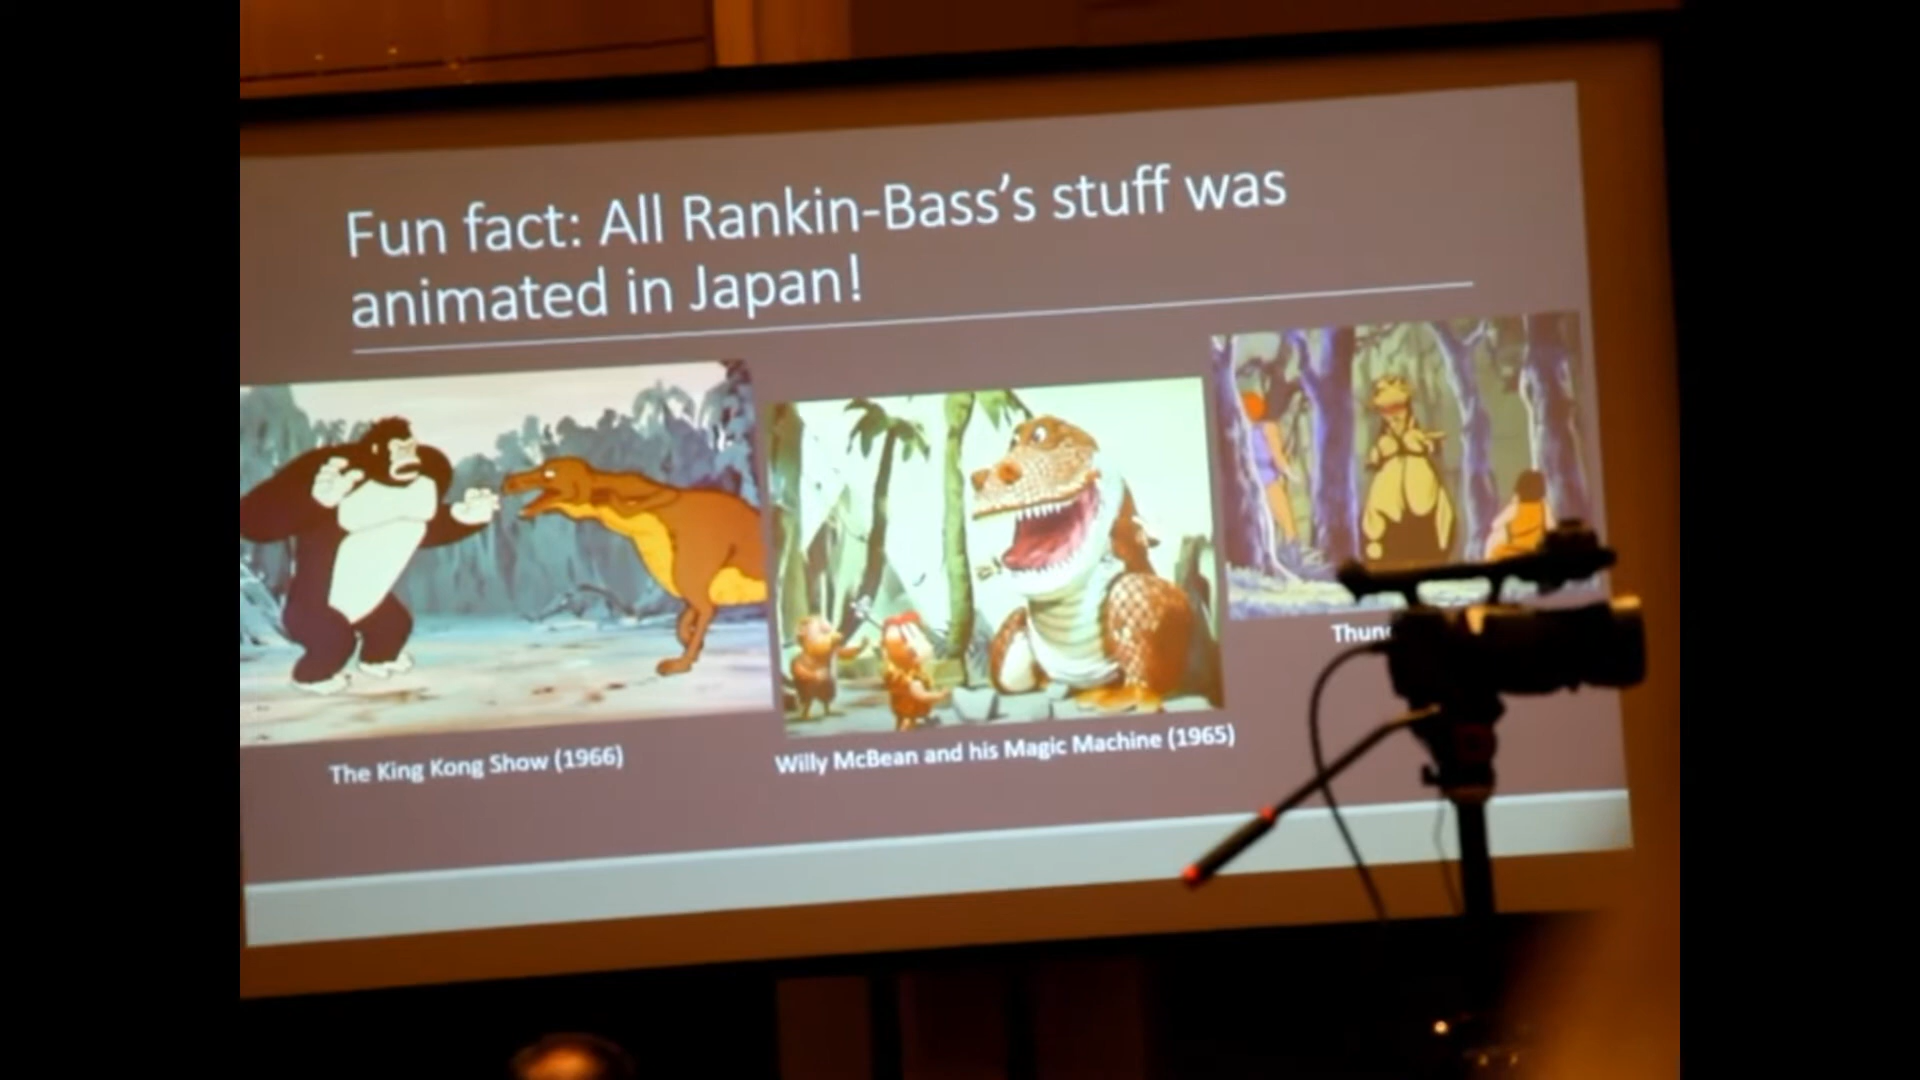 Fun fact: All Rankin-Bass's stuff was
animated in Japan!
The King Kong Show (1966)
Willy McBean and his Magic Machine (1965)